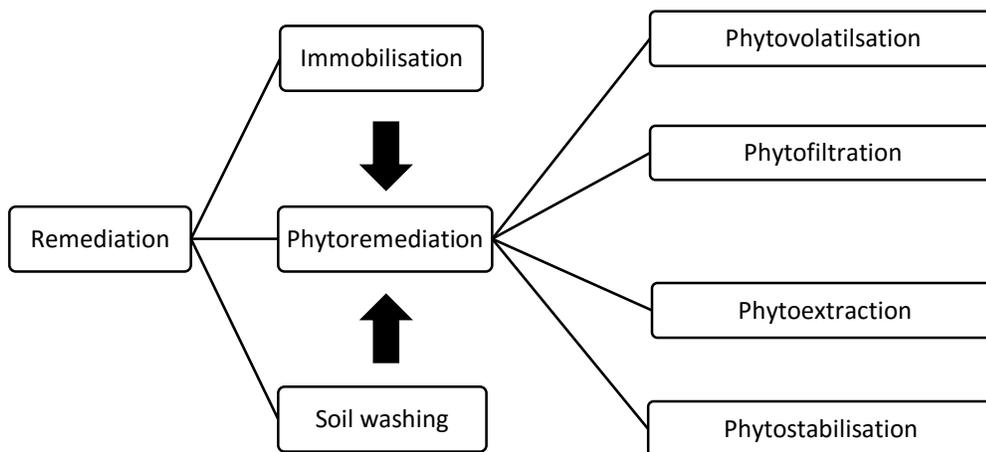 Immobilisation
Phytovolatilsation
Phytofiltration
Remediation
Phytoremediation
Phytoextraction
Soil washing
Phytostabilisation